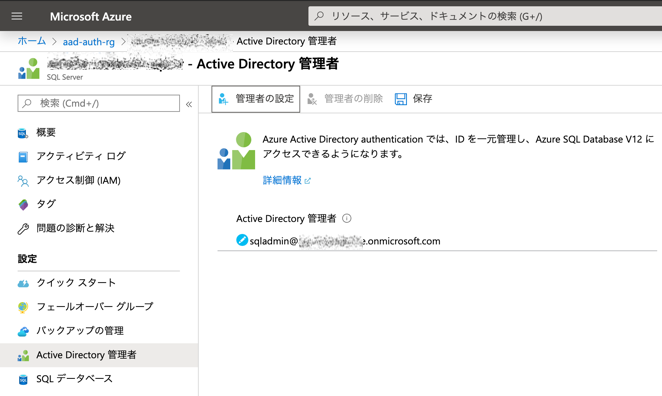 Microsoft Azure
リソース、サービス、ドキュメントの検索 (G+/)
ホーム > aad-auth-rg > - Active Directory 管理者
- Active Directory 管理者
SQL Server
検索 (Cmd+/)
«
管理者の設定
管理者の削除
保存
概要
アクティビティ ログ
アクセス制御 (IAM)
タグ
問題の診断と解決
設定
クイック スタート
フェールオーバー グループ
バックアップの管理
Active Directory 管理者
SQL データベース
Azure Active Directory authentication では、ID を一元管理し、Azure SQL Database V12 に
アクセスできるようになります。
詳細情報
Active Directory 管理者
sqladmin@ .onmicrosoft.com